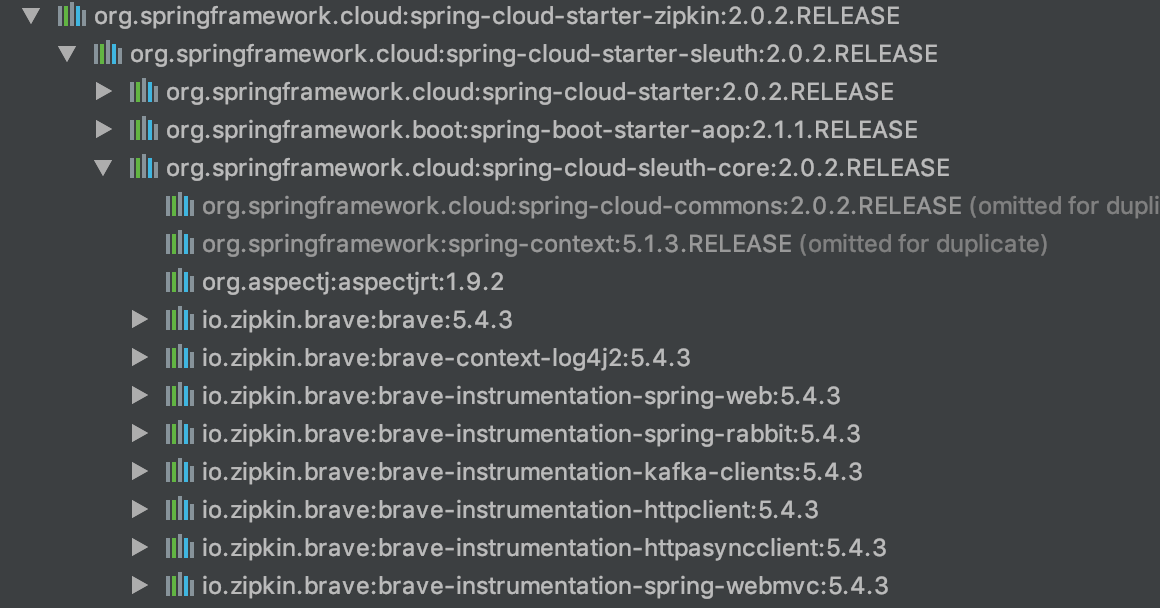 org.springframework.cloud:spring-cloud-starter-zipkin:2.0.2.RELEASE
org.springframework.cloud:spring-cloud-starter-sleuth:2.0.2.RELEASE
org.springframework.cloud:spring-cloud-starter:2.0.2.RELEASE
org.springframework.boot:spring-boot-starter-aop:2.1.1.RELEASE
org.springframework.cloud:spring-cloud-sleuth-core:2.0.2.RELEASE
org.springframework.cloud:spring-cloud-commons:2.0.2.RELEASE (omitted for dupli
org.springframework:spring-context:5.1.3.RELEASE (omitted for duplicate)
org.aspectj:aspectjrt:1.9.2
io.zipkin.brave:brave:5.4.3
io.zipkin.brave:brave-context-log4j2:5.4.3
io.zipkin.brave:brave-instrumentation-spring-web:5.4.3
io.zipkin.brave:brave-instrumentation-spring-rabbit:5.4.3
io.zipkin.brave:brave-instrumentation-kafka-clients:5.4.3
io.zipkin.brave:brave-instrumentation-httpclient:5.4.3
io.zipkin.brave:brave-instrumentation-httpasyncclient:5.4.3
io.zipkin.brave:brave-instrumentation-spring-webmvc:5.4.3